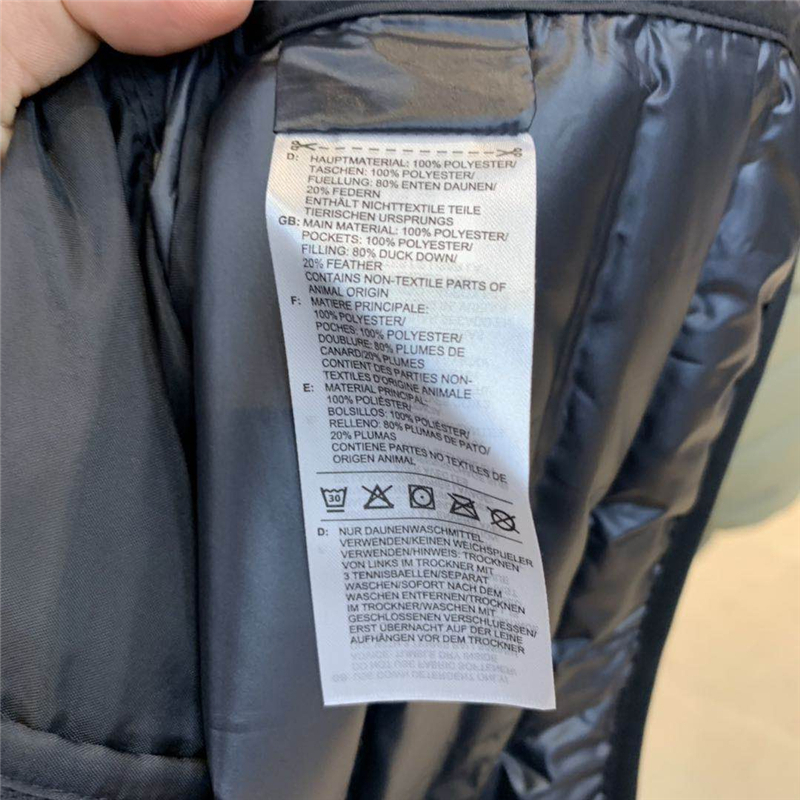 D: HAUPTMATERIAL: 100% POLYESTER/
TASCHEN: 100% POLYESTER/
FUELLUNG: 80% ENTEN DAUNEN/
20% FEDERN
ENTHÄLT NICHTTEXTILE TEILE
TIERISCHEN URSPRUNGS
GB: MAIN MATERIAL: 100% POLYESTER/
POCKETS: 100% POLYESTER/
FILLING: 80% DUCK DOWN/
20% FEATHER
CONTAINS NON-TEXTILE PARTS OF
ANIMAL ORIGIN
F: MATIERE PRINCIPALE:
100% POLYESTER/
POCHES: 100% POLYESTER/
DOUBLURE: 80% PLUMES DE
CANARD/20% PLUMES
CONTIENT DES PARTIES NON-
TEXTILES D'ORIGINE ANIMALE
E: MATERIAL PRINCIPAL:
100% POLIÉSTER/
BOLSILLOS: 100% POLIÉSTER/
RELLENO: 80% PLUMAS DE PATO/
20% PLUMAS
CONTIENE PARTES NO TEXTILES DE
ORIGEN ANIMAL
30
D: NUR DAUNENWASCHMITTEL
VERWENDEN/KEINEN WEICHSPUELER
VERWENDEN/HINWEIS: TROCKNEN
VON LINKS IM TROCKNER MIT
3 TENNISBAELLEN/SEPARAT
WASCHEN/SOFORT NACH DEM
WASCHEN ENTFERNEN/TROCKNEN
IM TROCKNER/WASCHEN MIT
GESCHLOSSENEN VERSCHLUESSEN/
ERST ÜBERNACHT AUF DER LEINE
AUFHÄNGEN VOR DEM TROCKNER